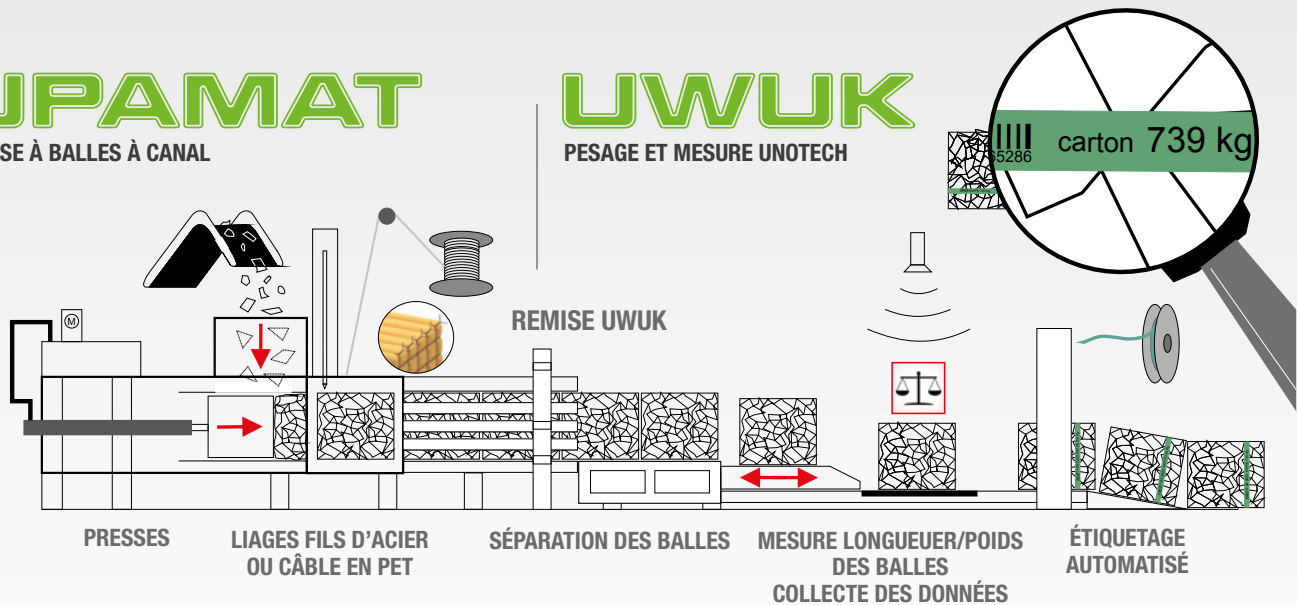 UPAMAT
UWUK
SE À BALLES À CANAL
PESAGE ET MESURE UNOTECH
65286
carton 739 kg
M
REMISE UWUK
PRESSES
LIAGES FILS D'ACIER
OU CÂBLE EN PET
SÉPARATION DES BALLES
MESURE LONGUEUER/POIDS
DES BALLES
COLLECTE DES DONNÉES
ÉTIQUETAGE
AUTOMATISÉ